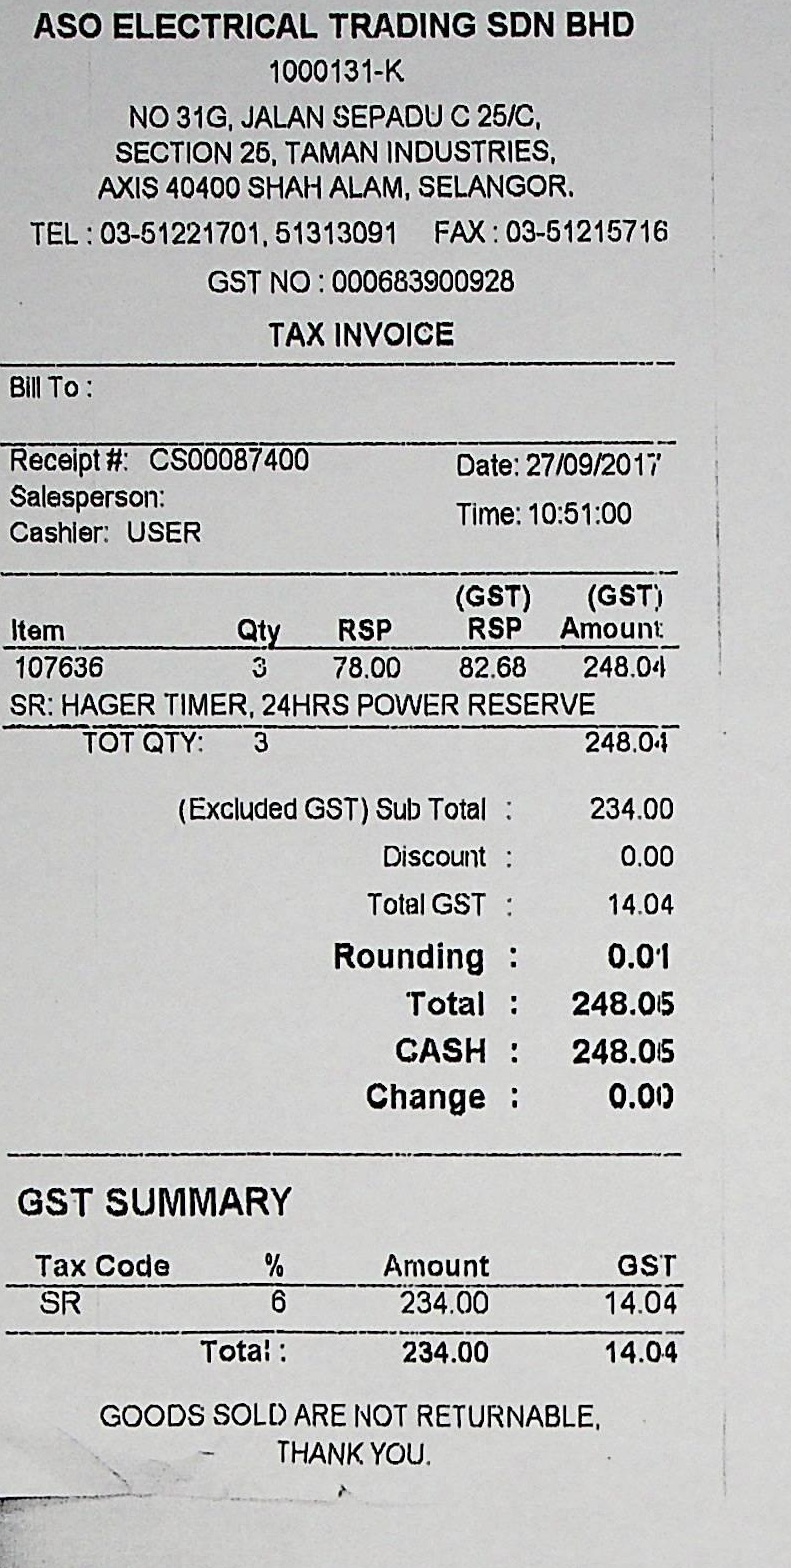 ASO ELECTRICAL TRADING SDN BHD
1000131-K
NO 31G, JALAN SEPADU C 25/C,
SECTION 25, TAMAN INDUSTRIES,
AXIS 40400 SHAH ALAM, SELANGOR.
TEL : 03-51221701, 51313091 FAX : 03-51215716
GST NO : 000683900928
TAX INVOICE
Bill To :
Receipt #: CS00087400 Date: 27/09/2017
Salesperson:
Time: 10:51:00
Cashier: USER
(GST) (GST)
Item Qty RSP RSP Amount
107636 3 78.00 82.68 248.04
SR: HAGER TIMER, 24HRS POWER RESERVE
TOT QTY: 3 248.04
(Excluded GST) Sub Total : 234.00
Discount : 0.00
Total GST : 14.04
Rounding : 0.01
Total : 248.05
CASH : 248.05
Change : 0.00
GST SUMMARY
Tax Code % Amount GST
SR 6 234.00 14.04
Total : 234.00 14.04
GOODS SOLD ARE NOT RETURNABLE,
THANK YOU.